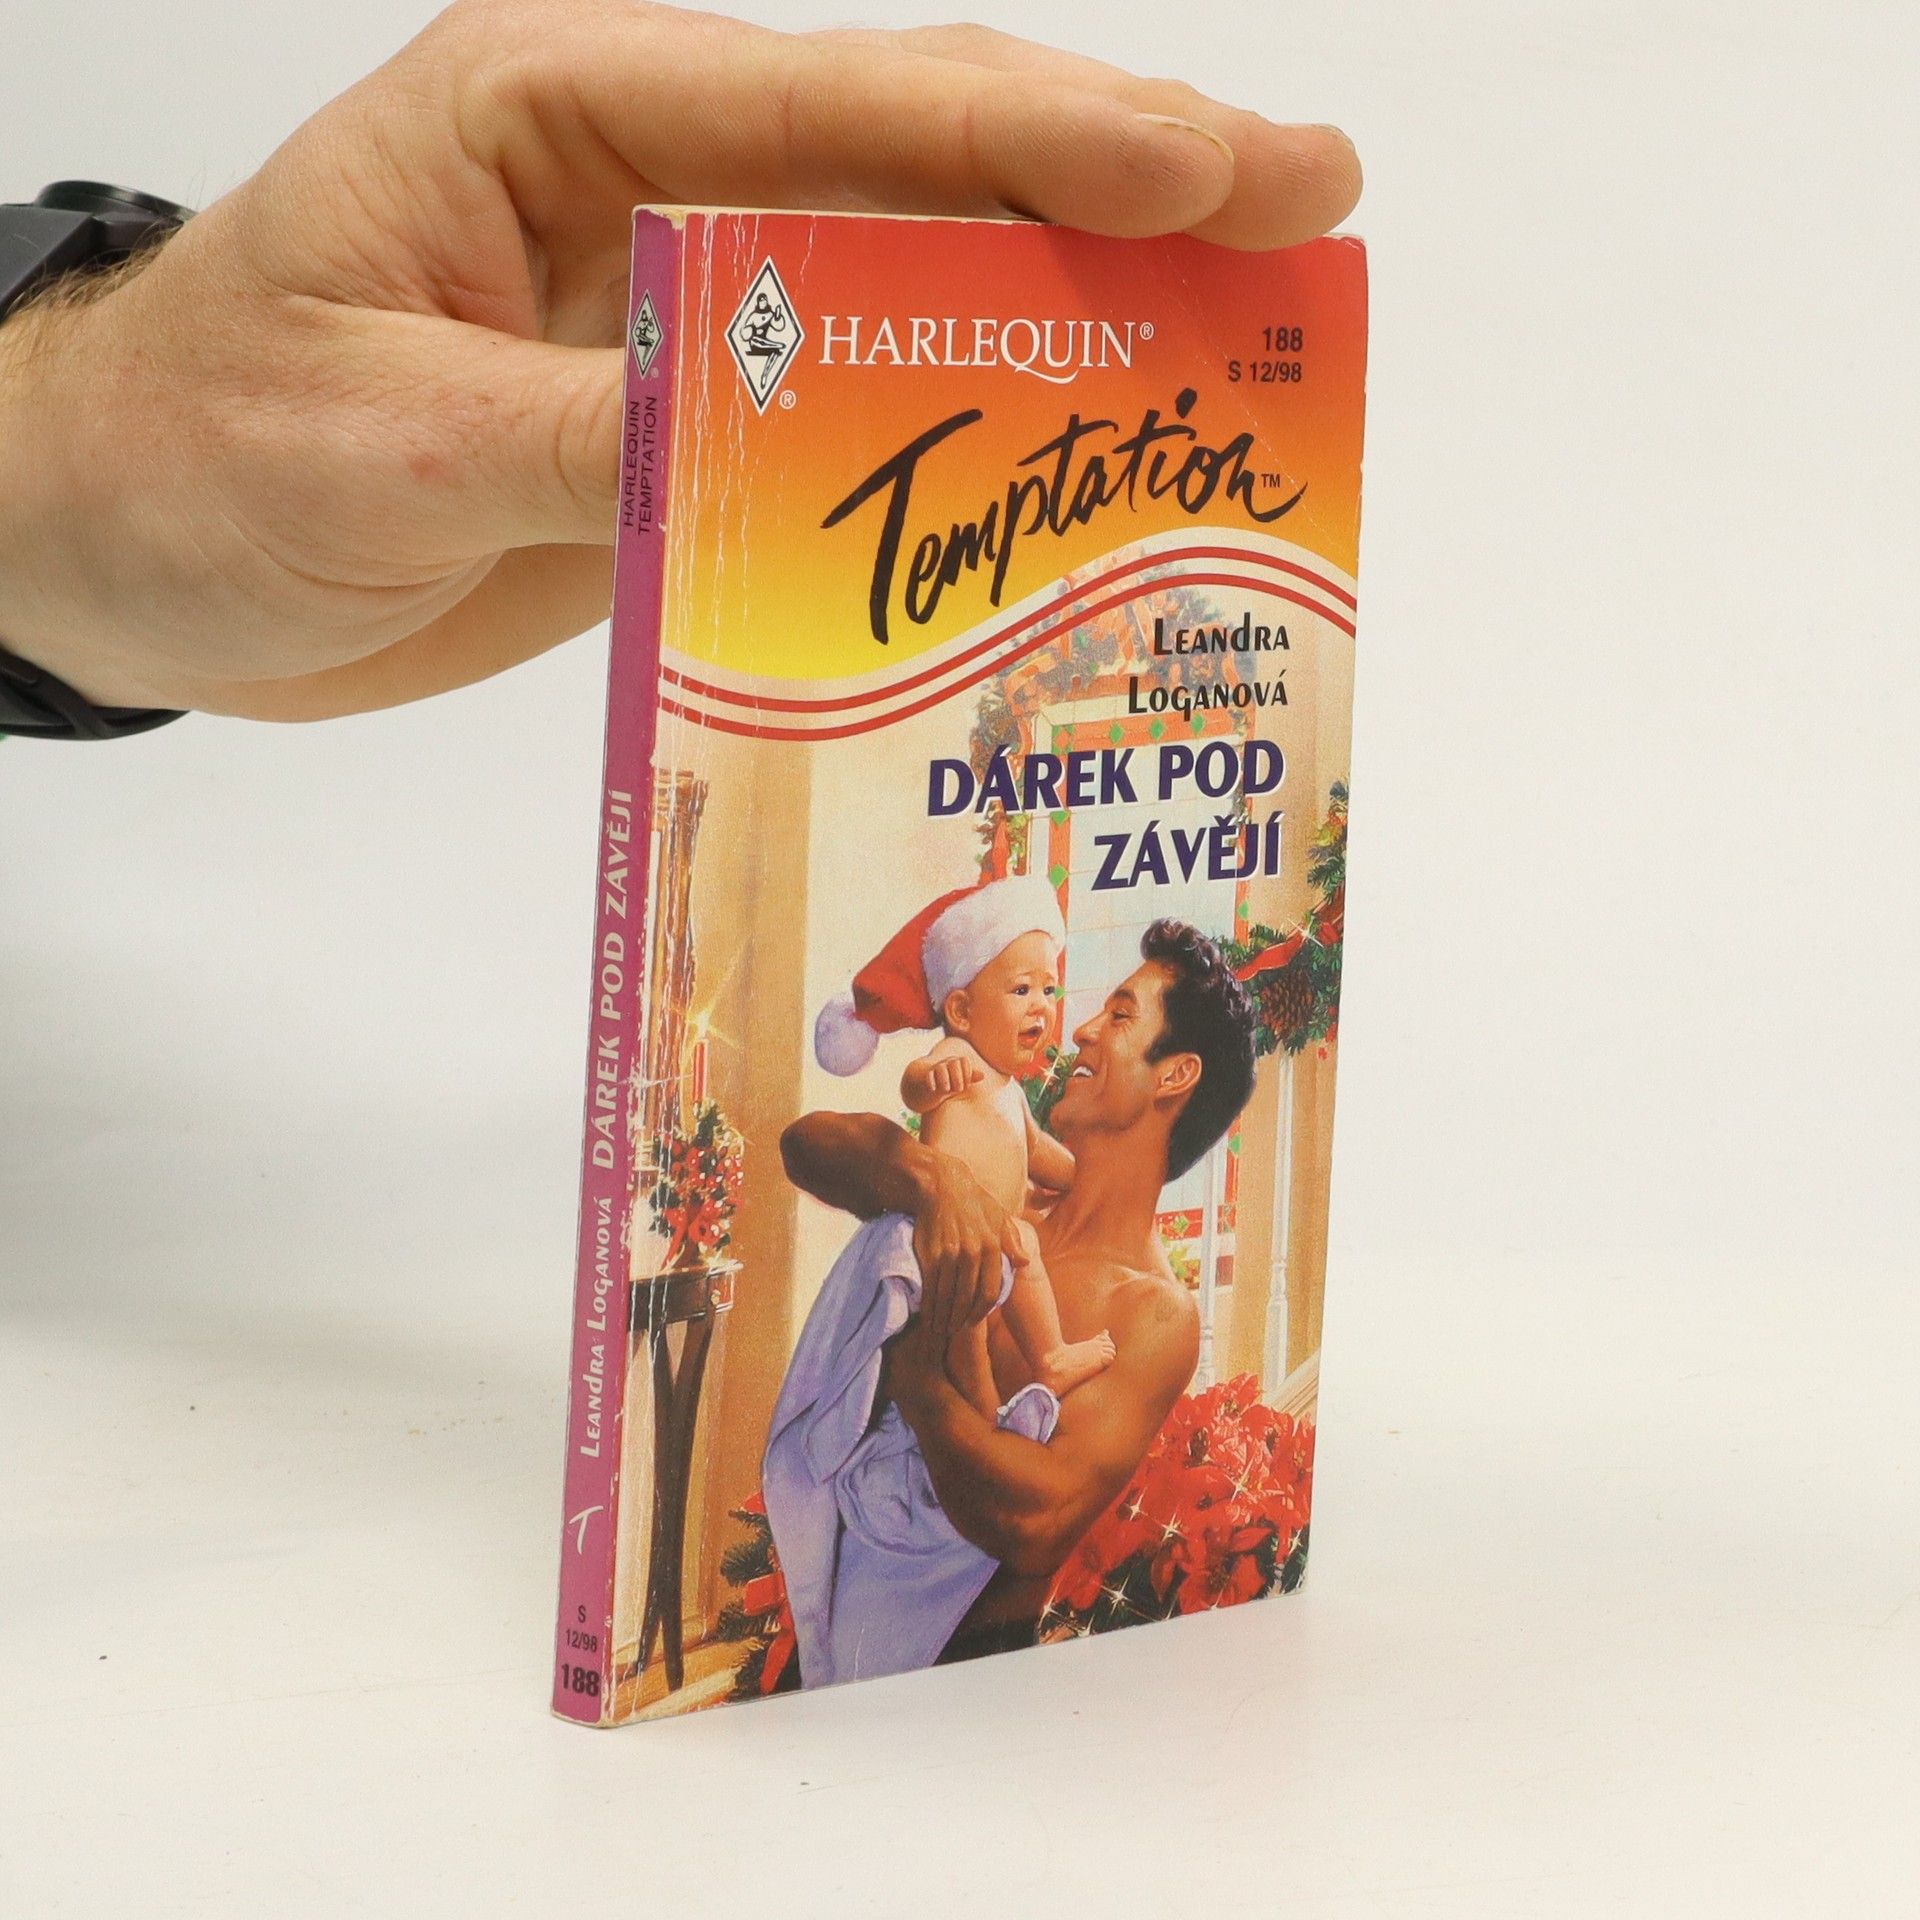 HARLEQUIN®
®
188
S 12/98
Temptation™
LEANDRA
LOGANOVÁ
DÁREK POD
ZÁVĚJÍ
®
HARLEQUIN
TEMPTATION
LEANDRA LOGANOVÁ DÁREK POD ZÁVĚJÍ
T
S
12/98
188